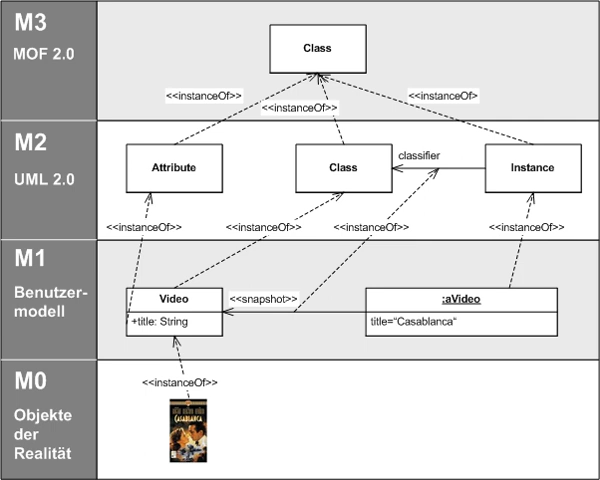 M3
MOF 2.0
Class
<<instanceOf>>
<<instanceOf>>
<<instanceOf>
M2
UML 2.0
Attribute
Class
classifier
Instance
<<instanceOf>>
<<instanceOf>>
<<instanceOf>>
<<instanceOf>>
M1
Benutzer-
modell
Video
+title: String
<<snapshot>>
:aVideo
title="Casablanca"
M0
Objekte
der
Realität
<<instanceOf>>
CASABLANCA